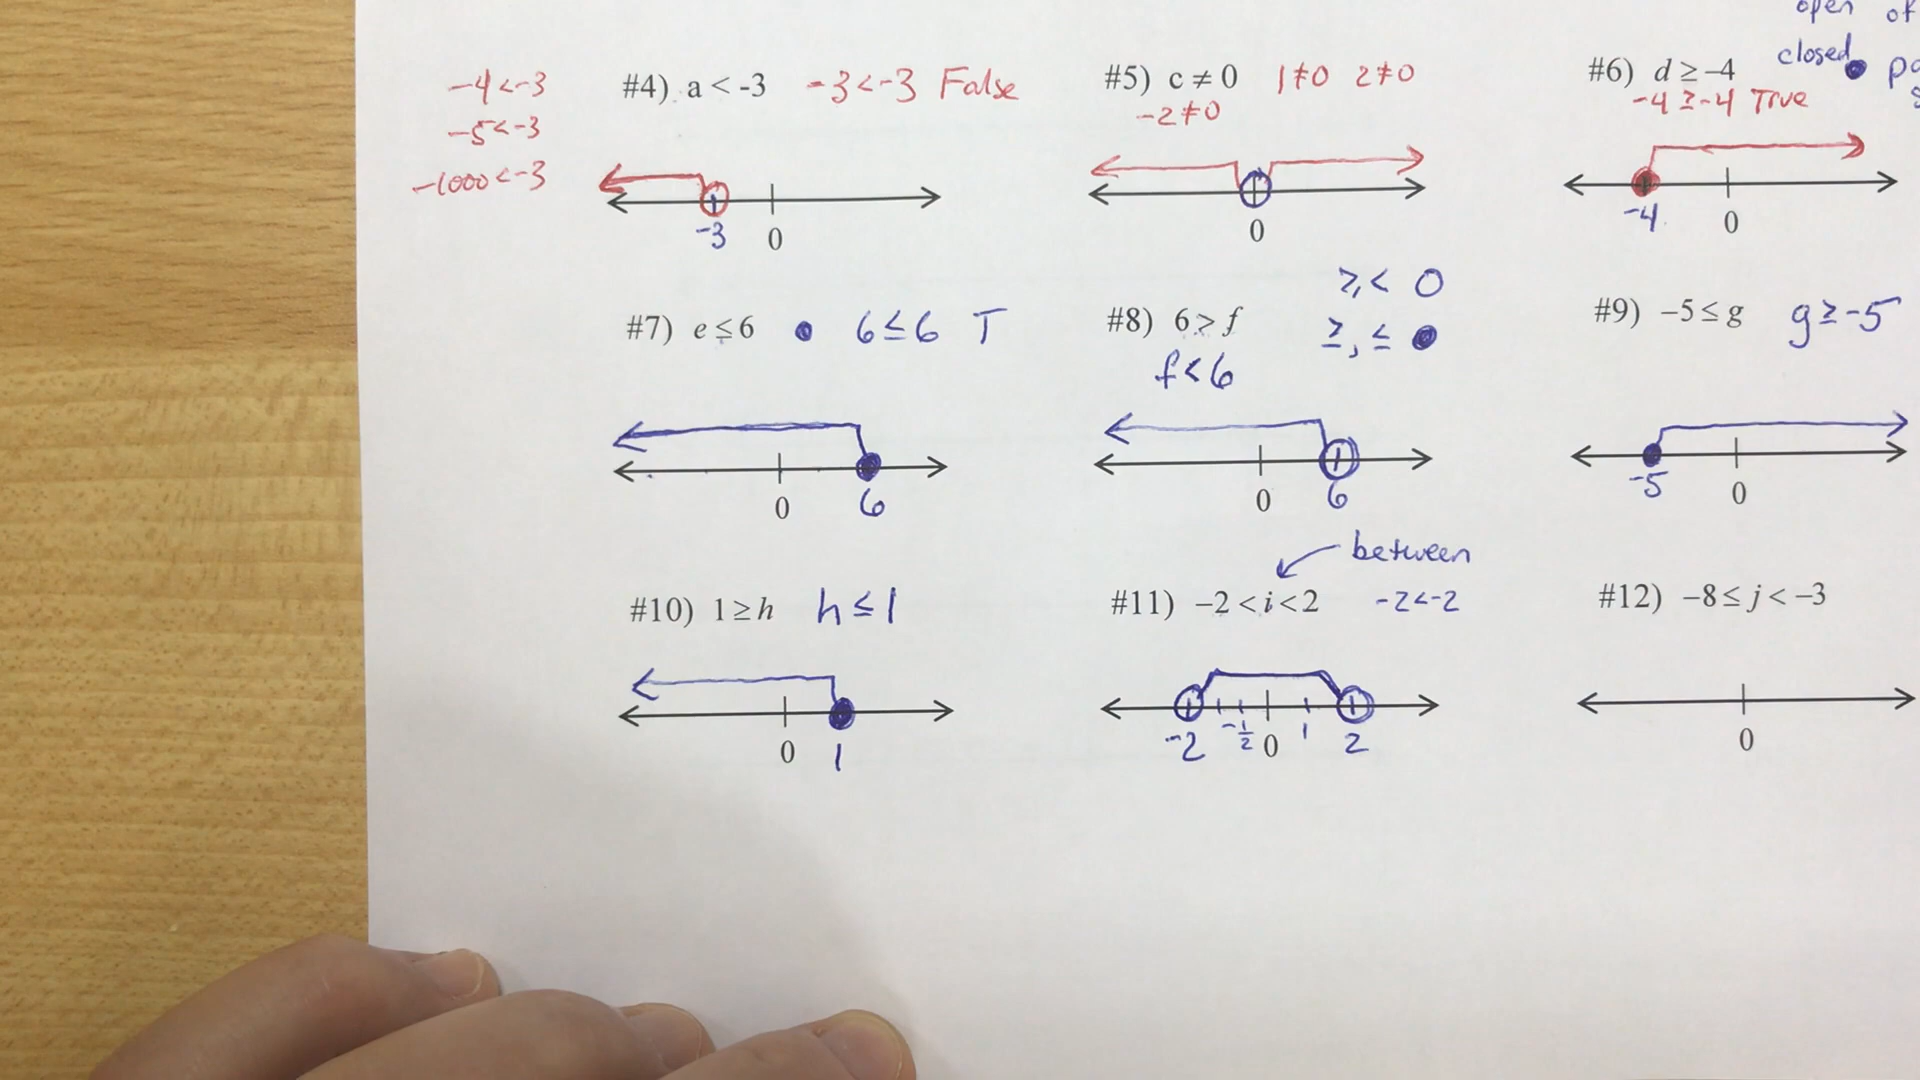 open of
closed
-4<-3 #4) a < -3 -3<-3 False #5) c ≠ 0 1≠0 2≠0 #6) d ≥ –4
-5<-3 -2≠0 -4≥-4 True
-1000<-3
-3 0 0 -4 0
≥,< O
#7) e ≤ 6 ● 6≤6 T #8) 6 > f ≥,≤ ● #9) –5 ≤ g g≥-5
f<6
0 6 0 6 -5 0
between
#10) 1 ≥ h h≤1 #11) –2 < i < 2 -2<-2 #12) –8 ≤ j < –3
0 1 -2 -1/2 0 1 2 0